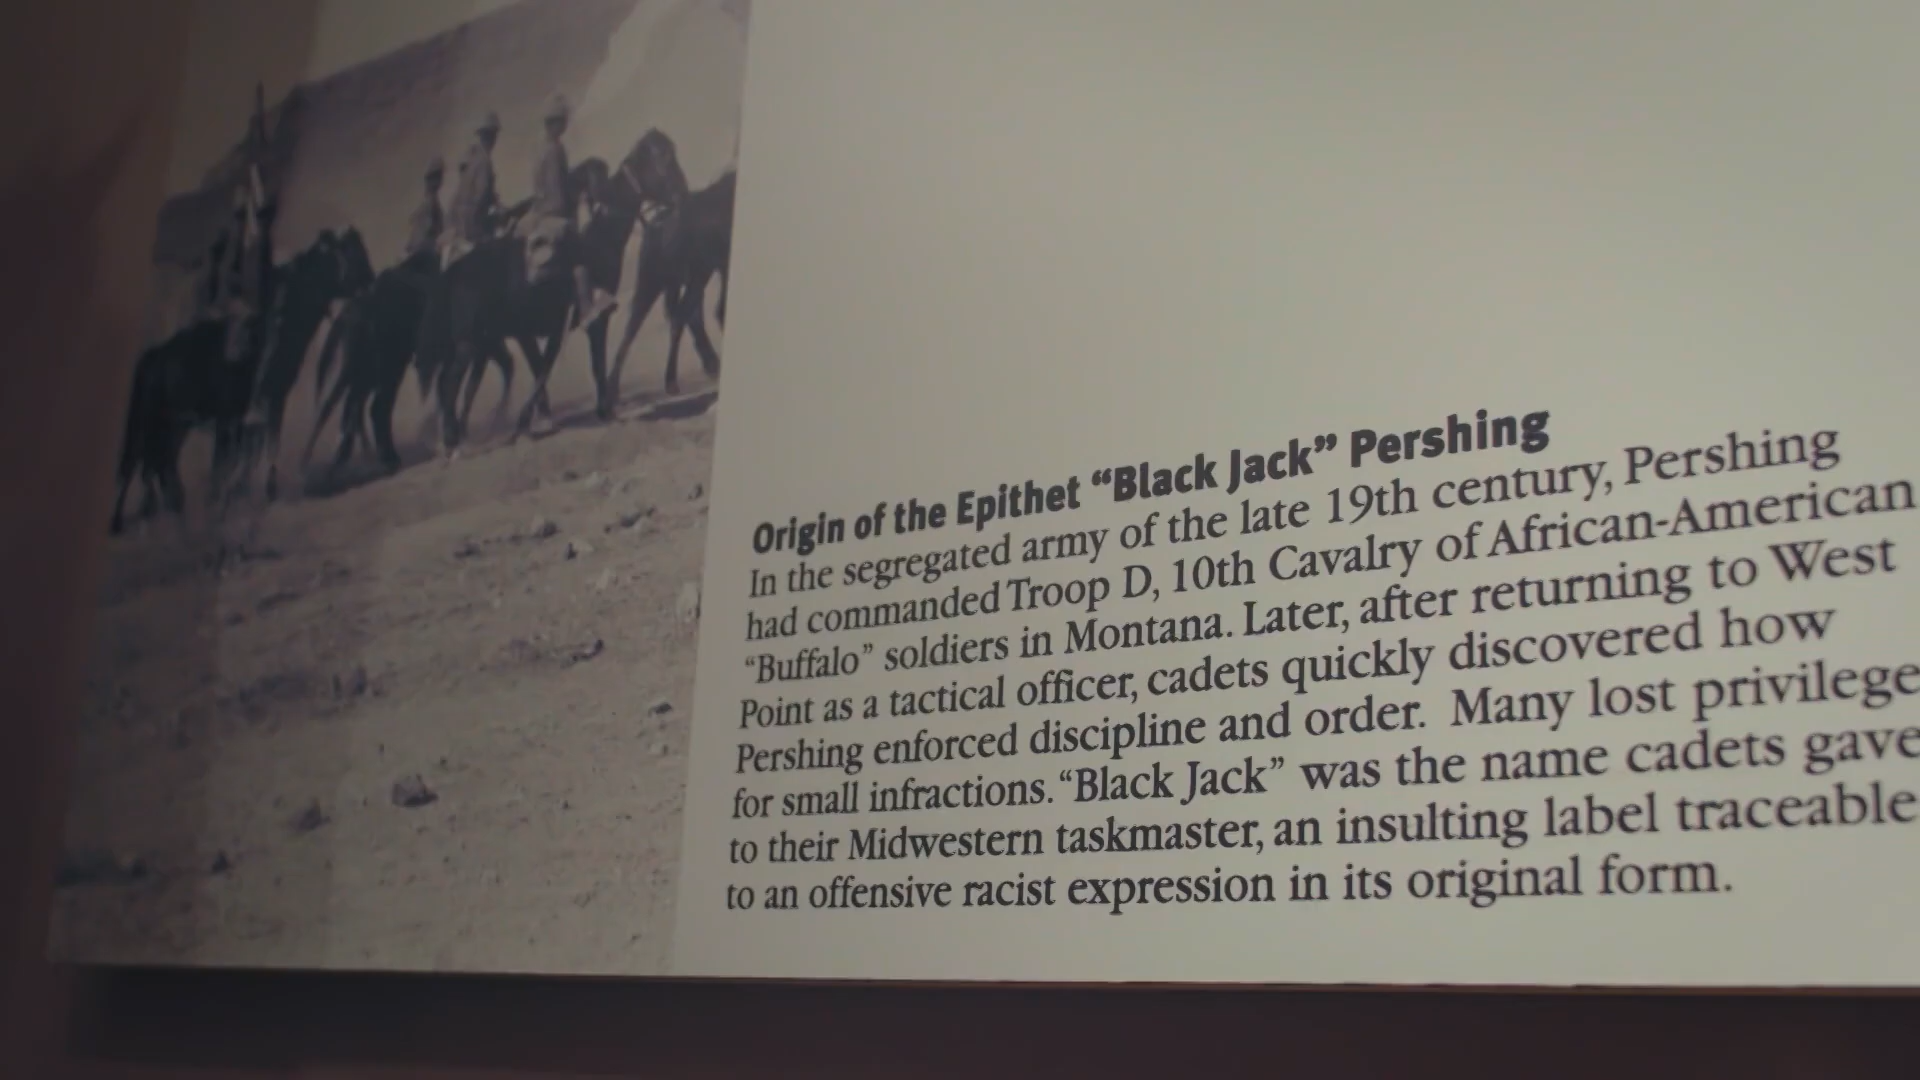 Origin of the Epithet “Black Jack” Pershing
In the segregated army of the late 19th century, Pershing
had commanded Troop D, 10th Cavalry of African-American
“Buffalo” soldiers in Montana. Later, after returning to West
Point as a tactical officer, cadets quickly discovered how
Pershing enforced discipline and order. Many lost privilege
for small infractions. “Black Jack” was the name cadets gave
to their Midwestern taskmaster, an insulting label traceable
to an offensive racist expression in its original form.